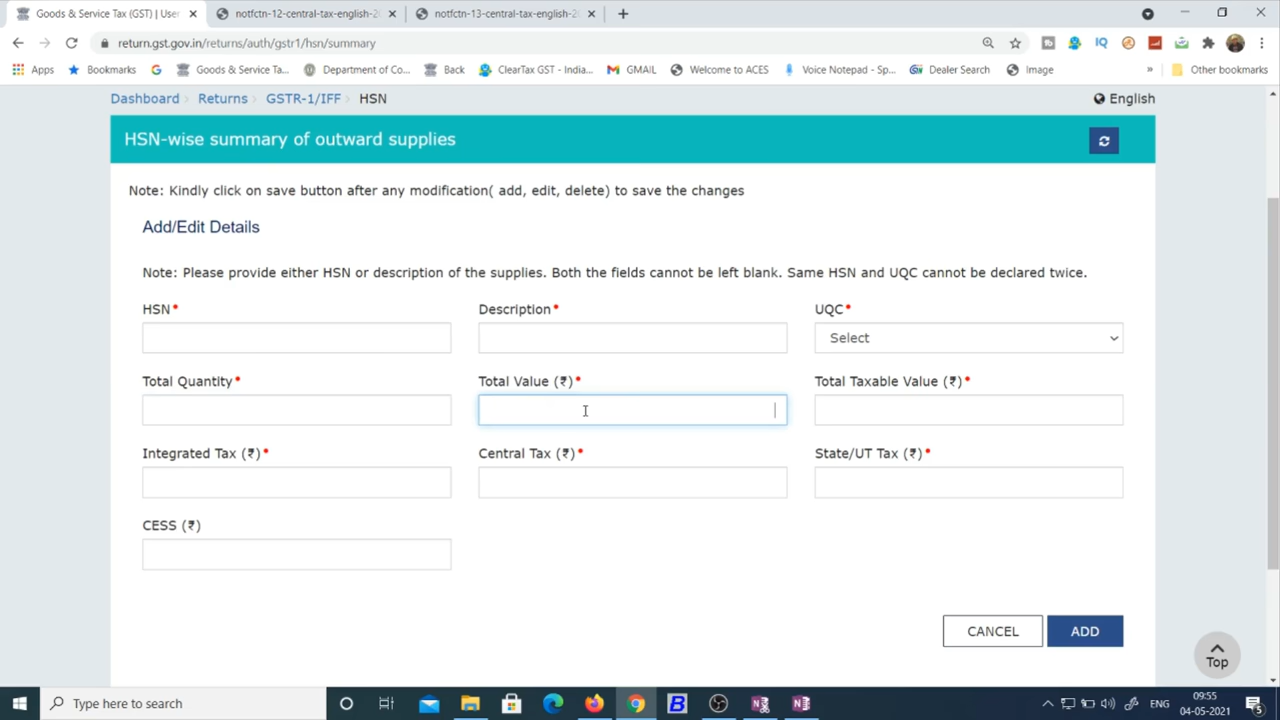 Goods & Service Tax (GST) | User
notfctn-12-central-tax-english-20
notfctn-13-central-tax-english-20
return.gst.gov.in/returns/auth/gstr1/hsn/summary
Apps
Bookmarks
Goods & Service Ta...
Department of Co...
Back
ClearTax GST - India...
GMAIL
Welcome to ACES
Voice Notepad - Sp...
Dealer Search
Image
»
Other bookmarks
Dashboard › Returns › GSTR-1/IFF › HSN
English
HSN-wise summary of outward supplies
Note: Kindly click on save button after any modification( add, edit, delete) to save the changes
Add/Edit Details
Note: Please provide either HSN or description of the supplies. Both the fields cannot be left blank. Same HSN and UQC cannot be declared twice.
HSN*
Description*
UQC*
Select
Total Quantity*
Total Value (₹)*
Total Taxable Value (₹)*
Integrated Tax (₹)*
Central Tax (₹)*
State/UT Tax (₹)*
CESS (₹)
CANCEL
ADD
Top
Type here to search
ENG
09:55
04-05-2021
5